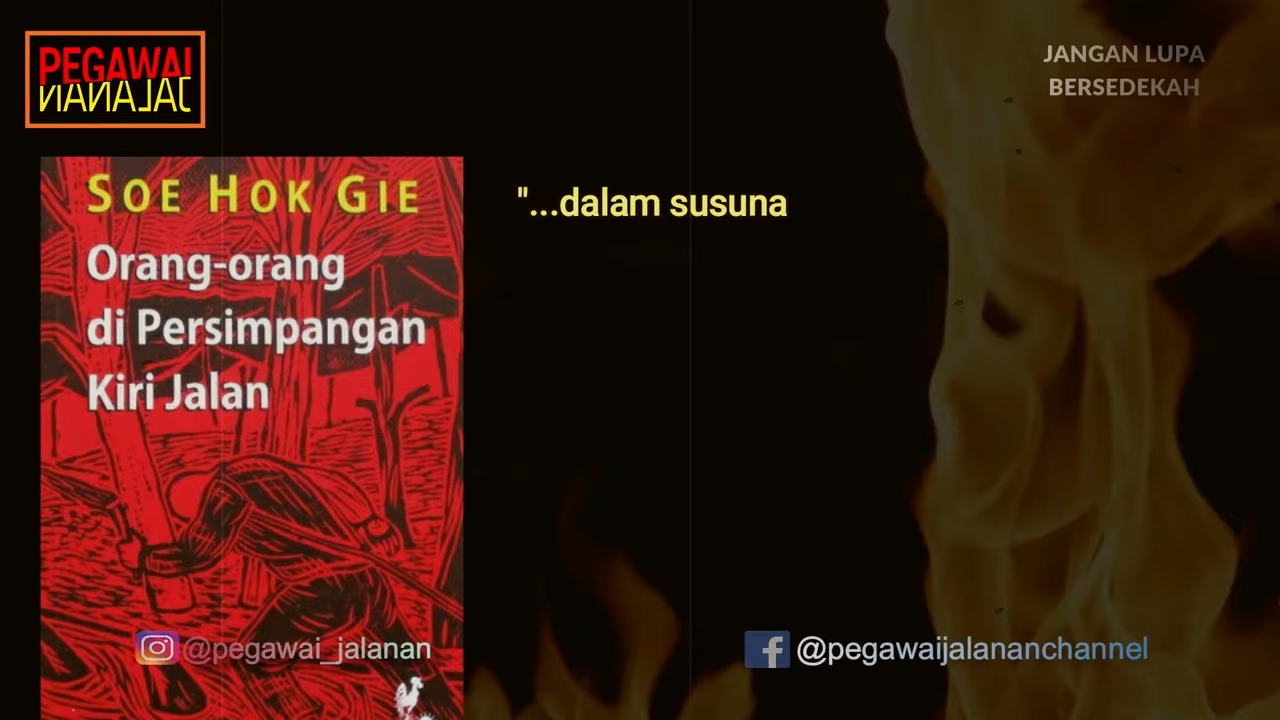 PEGAWAI
JALANAN
JANGAN LUPA
BERSEDEKAH
SOE HOK GIE
Orang-orang
di Persimpangan
Kiri Jalan
"...dalam susuna
@pegawai_jalanan
@pegawaijalananchannel